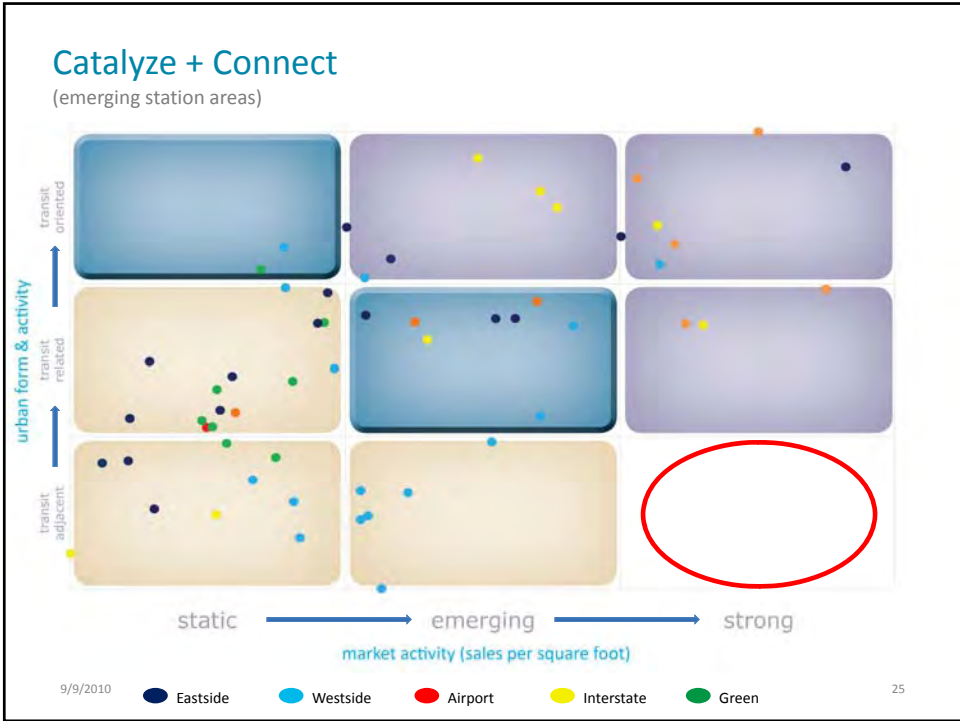 Catalyze + Connect
(emerging station areas)
urban form & activity
transit
oriented
transit
related
transit
adjacent
static
emerging
strong
market activity (sales per square foot)
9/9/2010
Eastside
Westside
Airport
Interstate
Green
25